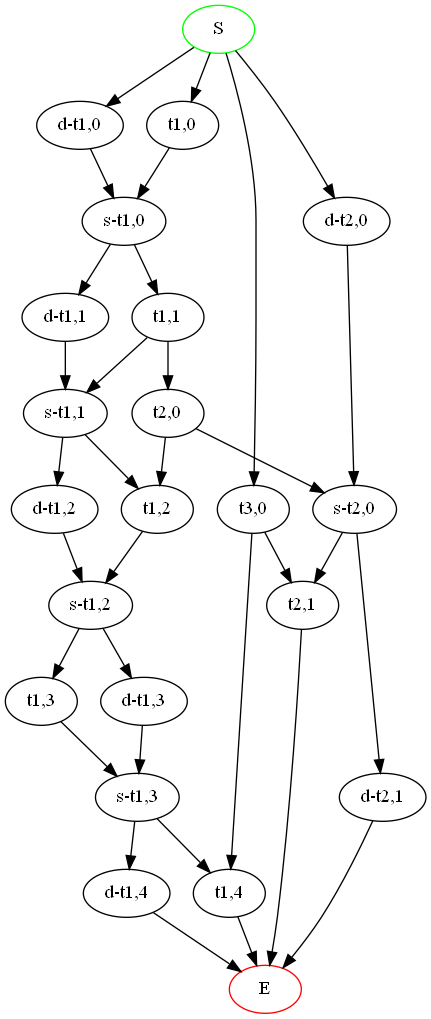 S
d-t1,0
t1,0
s-t1,0
d-t2,0
d-t1,1
t1,1
s-t1,1
t2,0
d-t1,2
t1,2
t3,0
s-t2,0
s-t1,2
t2,1
t1,3
d-t1,3
s-t1,3
d-t2,1
d-t1,4
t1,4
E